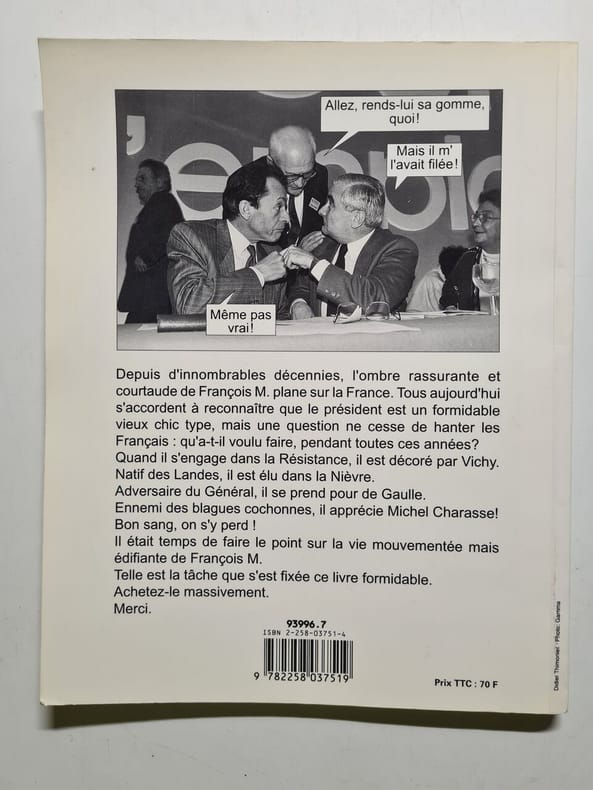 Allez, rends-lui sa gomme,
quoi!
Mais il m'
l'avait filée!
Même pas
vrai!
Depuis d'innombrables décennies, l'ombre rassurante et
courtaude de François M. plane sur la France. Tous aujourd'hui
s'accordent à reconnaître que le président est un formidable
vieux chic type, mais une question ne cesse de hanter les
Français : qu'a-t-il voulu faire, pendant toutes ces années?
Quand il s'engage dans la Résistance, il est décoré par Vichy.
Natif des Landes, il est élu dans la Nièvre.
Adversaire du Général, il se prend pour de Gaulle.
Ennemi des blagues cochonnes, il apprécie Michel Charasse!
Bon sang, on s'y perd !
Il était temps de faire le point sur la vie mouvementée mais
édifiante de François M.
Telle est la tâche que s'est fixée ce livre formidable.
Achetez-le massivement.
Merci.
93996.7
ISBN 2-258-03751-4
9 782258 037519
Prix TTC : 70 F
Didier Thimonier. Photo: Gamma